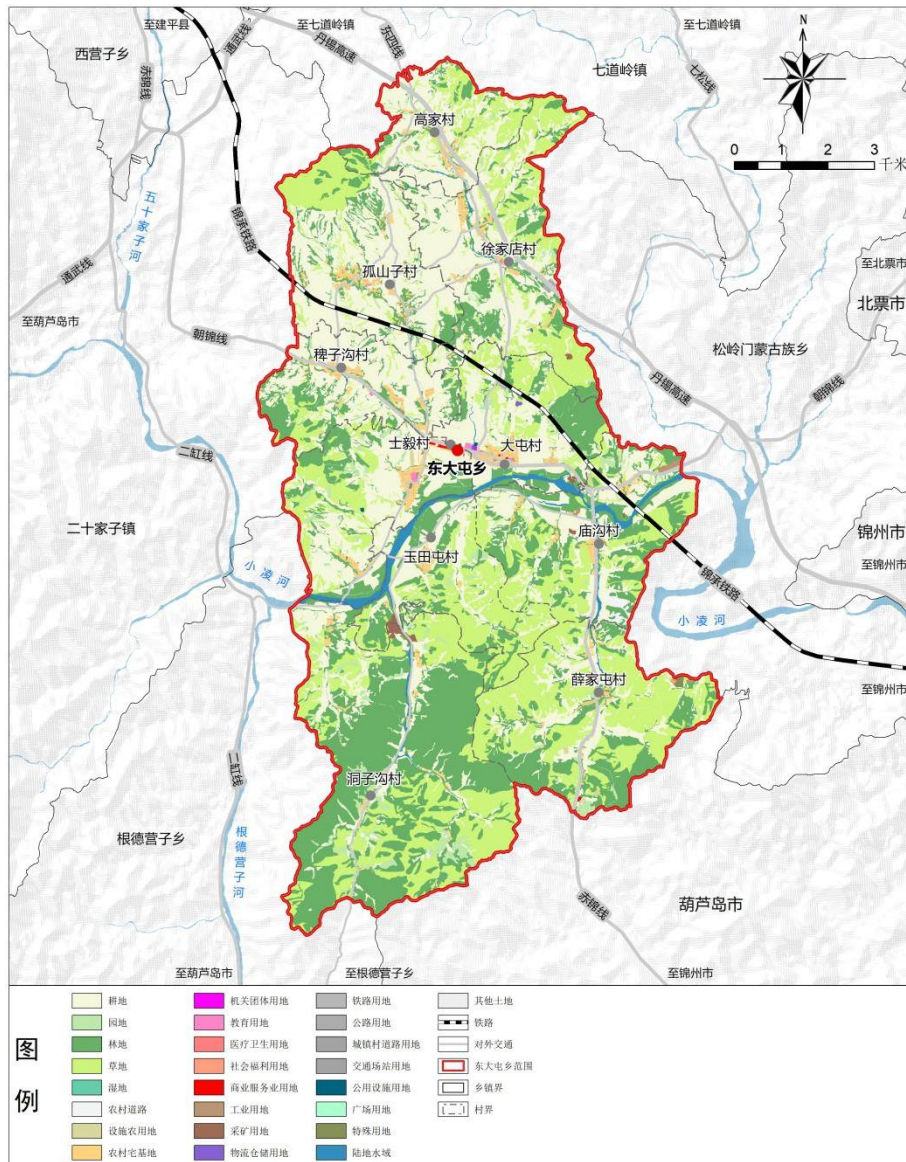 至建平县
至七道岭镇
至七道岭镇
西营子乡
通武线
丹锡高速
东四线
赤锦线
七道岭镇
七松线
N
高家村
0 1 2 3
千米
五十家子河
锦承铁路
徐家店村
通武线
孤山子村
至北票市
北票市
至葫芦岛市
朝锦线
松岭门蒙古族乡
稗子沟村
丹锡高速
朝锦线
士毅村
大屯村
东大屯乡
二缸线
二十家子镇
庙沟村
锦州市
玉田屯村
至锦州市
小凌河
锦承铁路
小凌河
薛家屯村
至锦州市
二缸线
洞子沟村
根德营子乡
根德营子河
赤锦线
葫芦岛市
至葫芦岛市
至根德营子乡
至锦州市
图例
耕地
园地
林地
草地
湿地
农村道路
设施农用地
农村宅基地
机关团体用地
教育用地
医疗卫生用地
社会福利用地
商业服务业用地
工业用地
采矿用地
物流仓储用地
铁路用地
公路用地
城镇村道路用地
交通场站用地
公用设施用地
广场用地
特殊用地
陆地水域
其他土地
铁路
对外交通
东大屯乡范围
乡镇界
村界